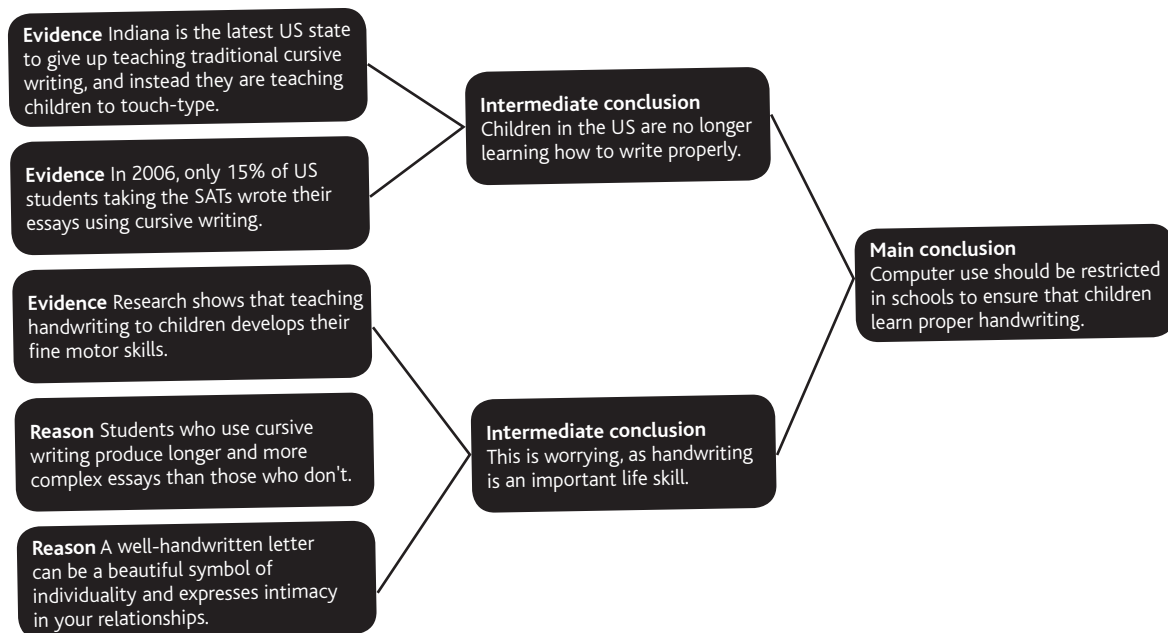 Evidence Indiana is the latest US state
to give up teaching traditional cursive
writing, and instead they are teaching
children to touch-type.
Evidence In 2006, only 15% of US
students taking the SATs wrote their
essays using cursive writing.
Evidence Research shows that teaching
handwriting to children develops their
fine motor skills.
Reason Students who use cursive
writing produce longer and more
complex essays than those who don't.
Reason A well-handwritten letter
can be a beautiful symbol of
individuality and expresses intimacy
in your relationships.
Intermediate conclusion
Children in the US are no longer
learning how to write properly.
Intermediate conclusion
This is worrying, as handwriting
is an important life skill.
Main conclusion
Computer use should be restricted
in schools to ensure that children
learn proper handwriting.